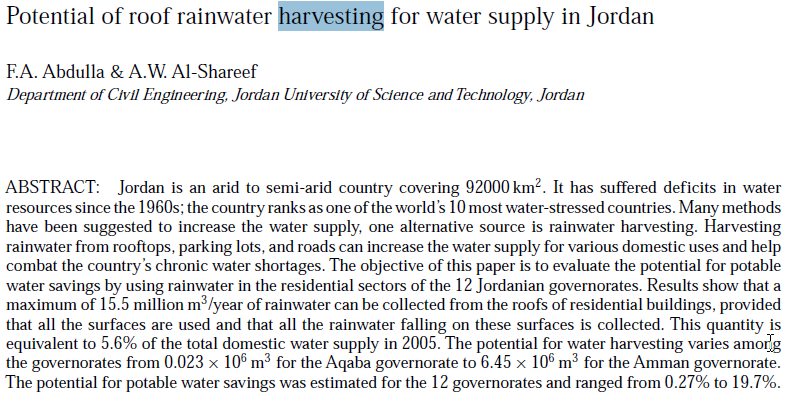 Potential of roof rainwater harvesting for water supply in Jordan
F.A. Abdulla & A.W. Al-Shareef
Department of Civil Engineering, Jordan University of Science and Technology, Jordan
ABSTRACT: Jordan is an arid to semi-arid country covering 92000 km². It has suffered deficits in water
resources since the 1960s; the country ranks as one of the world's 10 most water-stressed countries. Many methods
have been suggested to increase the water supply, one alternative source is rainwater harvesting. Harvesting
rainwater from rooftops, parking lots, and roads can increase the water supply for various domestic uses and help
combat the country's chronic water shortages. The objective of this paper is to evaluate the potential for potable
water savings by using rainwater in the residential sectors of the 12 Jordanian governorates. Results show that a
maximum of 15.5 million m³/year of rainwater can be collected from the roofs of residential buildings, provided
that all the surfaces are used and that all the rainwater falling on these surfaces is collected. This quantity is
equivalent to 5.6% of the total domestic water supply in 2005. The potential for water harvesting varies among
the governorates from 0.023 × 10⁶ m³ for the Aqaba governorate to 6.45 × 10⁶ m³ for the Amman governorate.
The potential for potable water savings was estimated for the 12 governorates and ranged from 0.27% to 19.7%.